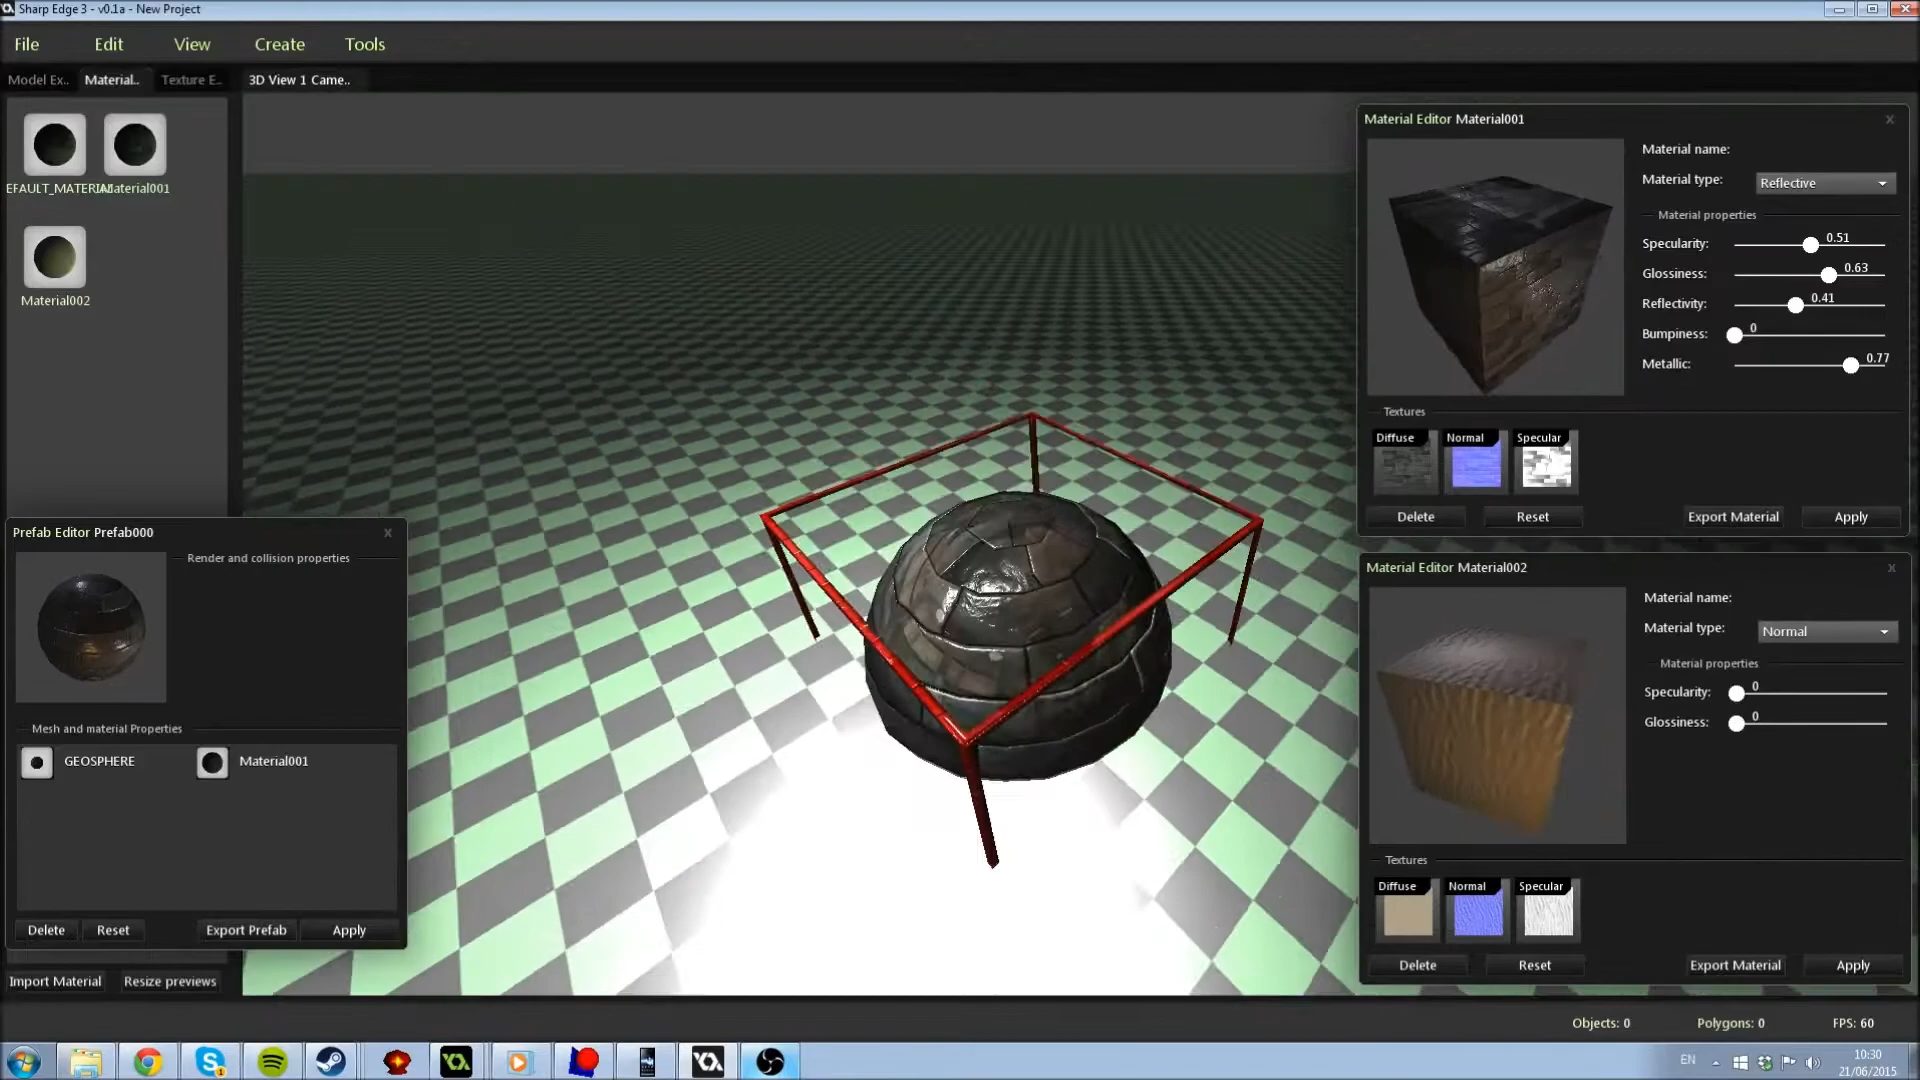 Sharp Edge 3 - v0.1a - New Project
File Edit View Create Tools
Model Ex.. Material.. Texture E.. 3D View 1 Came..
EFAULT_MATERIAL Material001
Material002
Prefab Editor Prefab000 x
Render and collision properties
Mesh and material Properties
GEOSPHERE Material001
Delete Reset Export Prefab Apply
Import Material Resize previews
Material Editor Material001 x
Material name:
Material type: Reflective
Material properties
Specularity: 0.51
Glossiness: 0.63
Reflectivity: 0.41
Bumpiness: 0
Metallic: 0.77
Textures
Diffuse Normal Specular
Delete Reset Export Material Apply
Material Editor Material002 x
Material name:
Material type: Normal
Material properties
Specularity: 0
Glossiness: 0
Textures
Diffuse Normal Specular
Delete Reset Export Material Apply
Objects: 0 Polygons: 0 FPS: 60
EN 10:30
21/06/2015